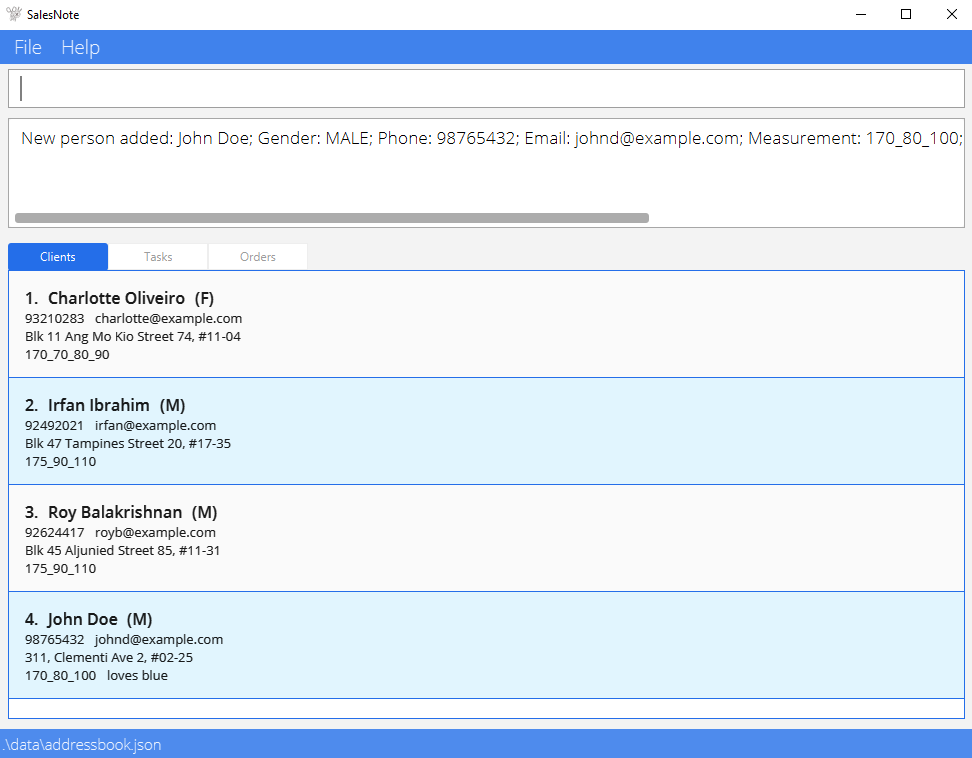 SalesNote
File Help
New person added: John Doe; Gender: MALE; Phone: 98765432; Email: johnd@example.com; Measurement: 170_80_100;
Clients Tasks Orders
1. Charlotte Oliveiro (F)
93210283 charlotte@example.com
Blk 11 Ang Mo Kio Street 74, #11-04
170_70_80_90
2. Irfan Ibrahim (M)
92492021 irfan@example.com
Blk 47 Tampines Street 20, #17-35
175_90_110
3. Roy Balakrishnan (M)
92624417 royb@example.com
Blk 45 Aljunied Street 85, #11-31
175_90_110
4. John Doe (M)
98765432 johnd@example.com
311, Clementi Ave 2, #02-25
170_80_100 loves blue
.\data\addressbook.json